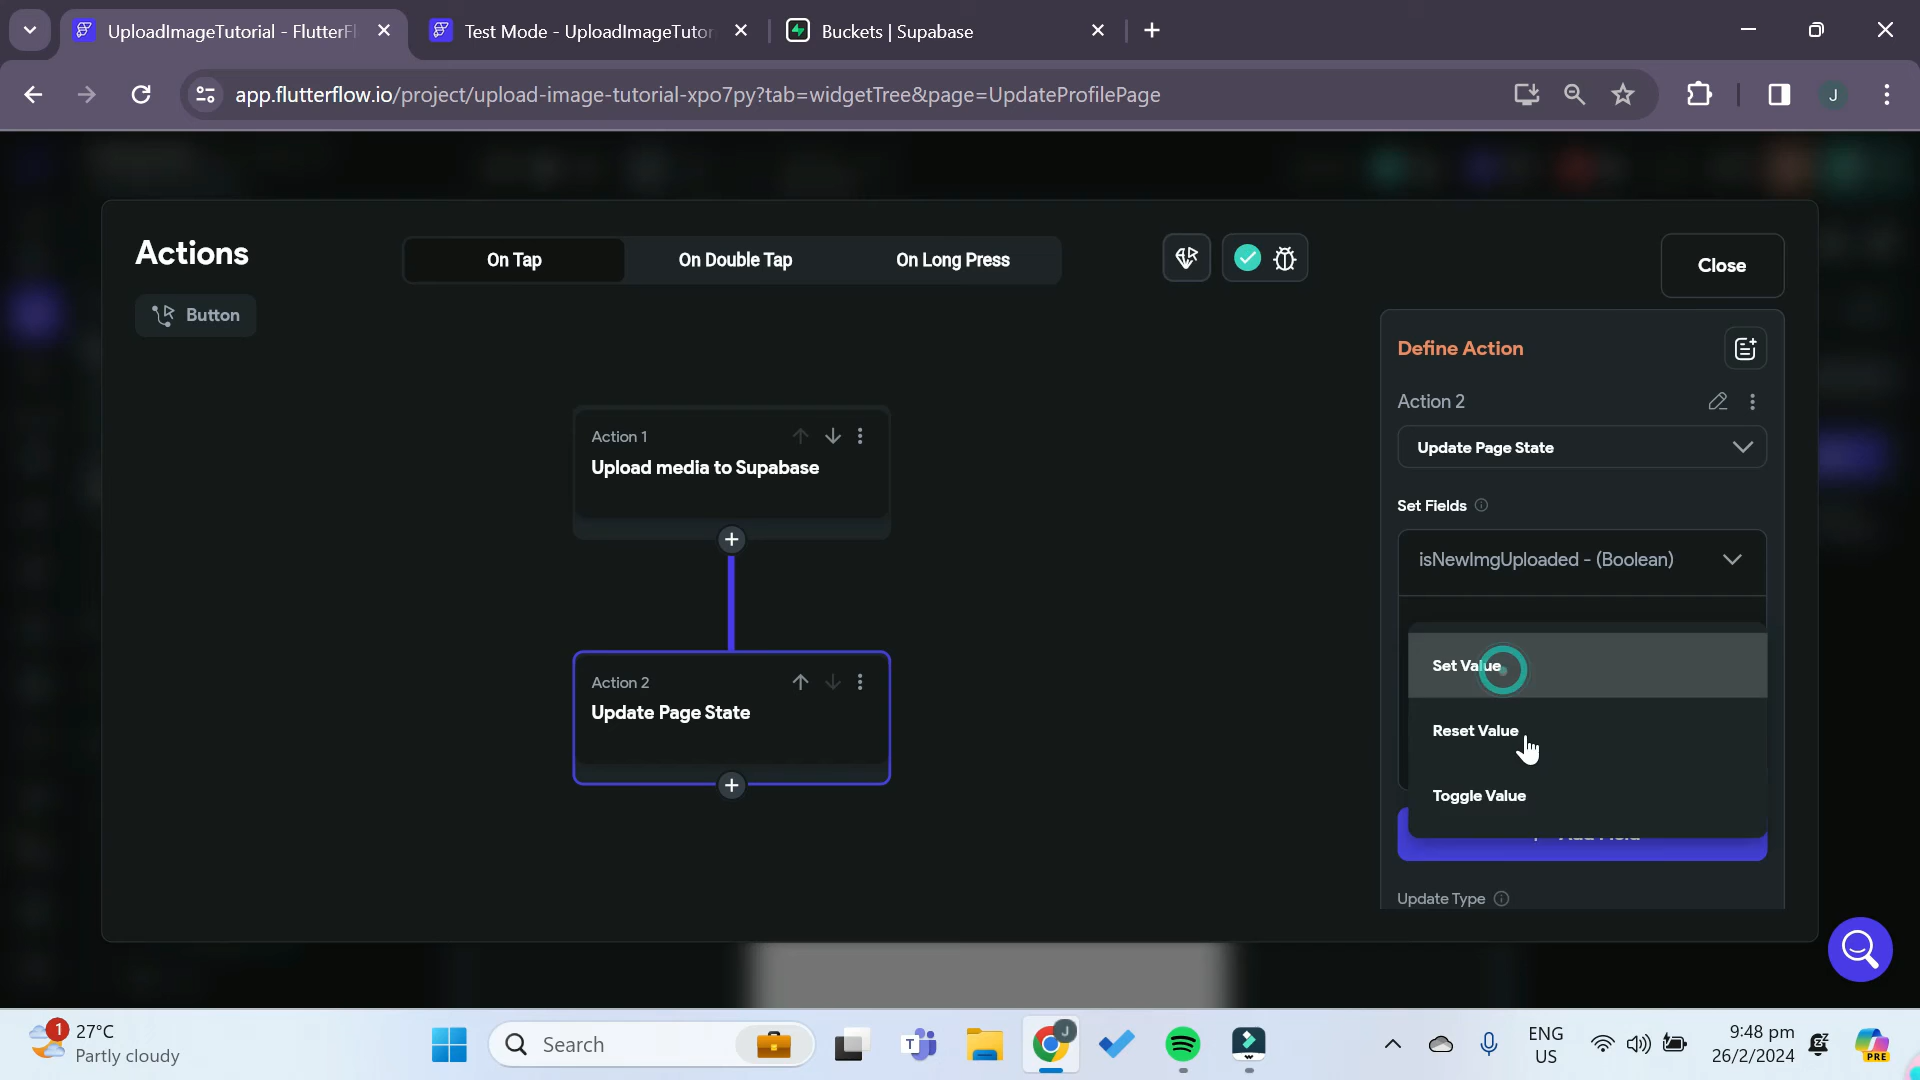 UploadImageTutorial - FlutterFl
Test Mode - UploadImageTutor
Buckets | Supabase
app.flutterflow.io/project/upload-image-tutorial-xpo7py?tab=widgetTree&page=UpdateProfilePage
J
Actions
On Tap
On Double Tap
On Long Press
Close
Button
Define Action
Action 2
Update Page State
Set Fields
isNewImgUploaded - (Boolean)
Set Value
Reset Value
Toggle Value
Update Type
Action 1
Upload media to Supabase
Action 2
Update Page State
1
27°C
Partly cloudy
Search
J
ENG
US
9:48 pm
26/2/2024
PRE